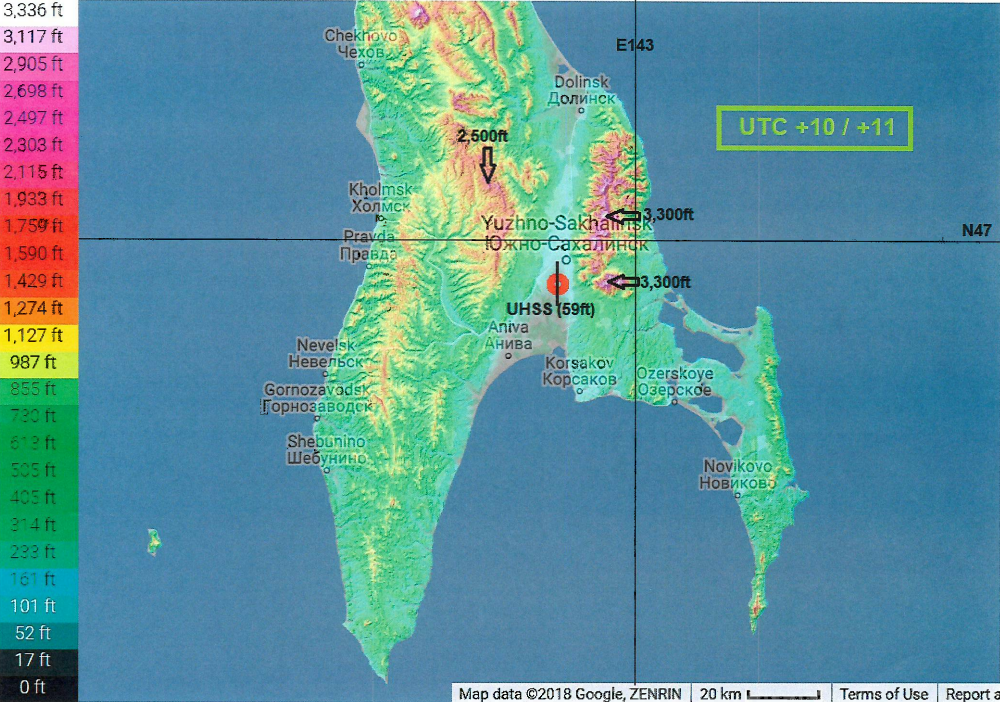 3,336 ft
3,117 ft
2,905 ft
2,698 ft
2,497 ft
2,303 ft
2,115 ft
1,933 ft
1,759 ft
1,590 ft
1,429 ft
1,274 ft
1,127 ft
987 ft
855 ft
730 ft
613 ft
505 ft
405 ft
314 ft
233 ft
161 ft
101 ft
52 ft
17 ft
0 ft
Chekhovo
Чехов
E143
Dolinsk
Долинск
UTC +10 / +11
2,500ft
Kholmsk
Холмск
3,300ft
Yuzhno-Sakhalinsk
Южно-Сахалинск
N47
Pravda
Правда
3,300ft
UHSS (59ft)
Aniva
Анива
Nevelsk
Невельск
Korsakov
Корсаков
Ozerskoye
Озерское
Gornozavodsk
Горнозаводск
Shebunino
Шебунино
Novikovo
Новиково
Map data ©2018 Google, ZENRIN
20 km
Terms of Use
Report a